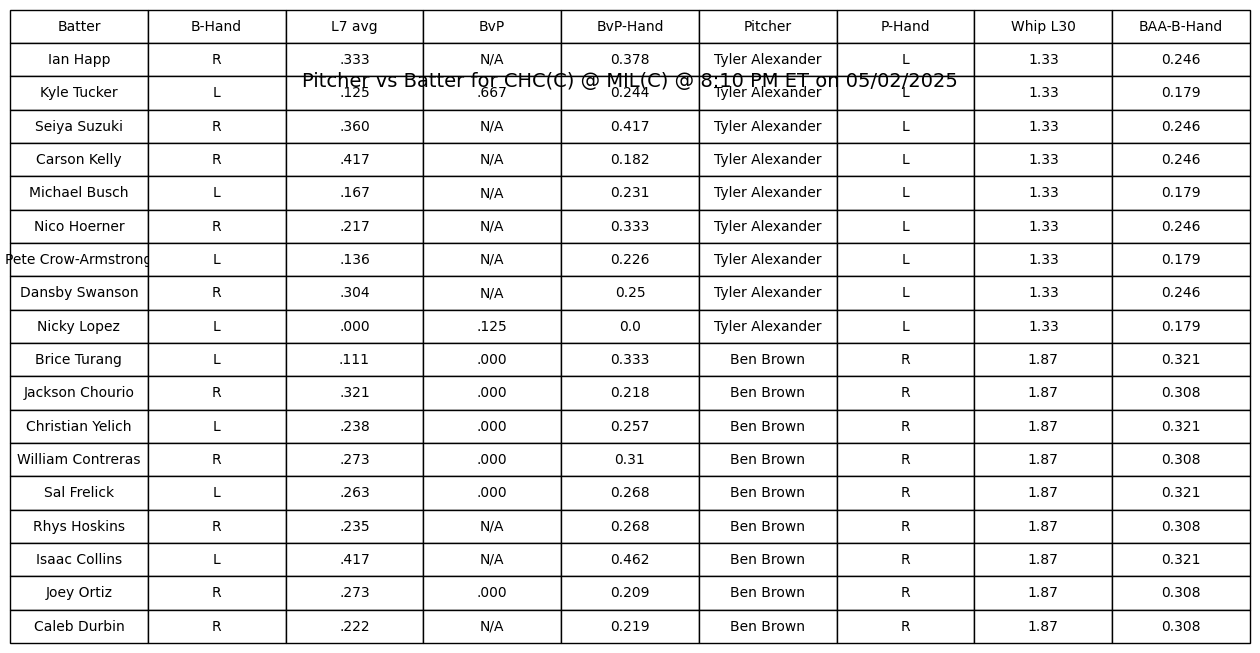 Batter B-Hand L7 avg BvP BvP-Hand Pitcher P-Hand Whip L30 BAA-B-Hand
Ian Happ R .333 N/A 0.378 Tyler Alexander L 1.33 0.246
Pitcher vs Batter for CHC(C) @ MIL(C) @ 8:10 PM ET on 05/02/2025
Kyle Tucker L .125 .667 0.244 Tyler Alexander L 1.33 0.179
Seiya Suzuki R .360 N/A 0.417 Tyler Alexander L 1.33 0.246
Carson Kelly R .417 N/A 0.182 Tyler Alexander L 1.33 0.246
Michael Busch L .167 N/A 0.231 Tyler Alexander L 1.33 0.179
Nico Hoerner R .217 N/A 0.333 Tyler Alexander L 1.33 0.246
Pete Crow-Armstrong L .136 N/A 0.226 Tyler Alexander L 1.33 0.179
Dansby Swanson R .304 N/A 0.25 Tyler Alexander L 1.33 0.246
Nicky Lopez L .000 .125 0.0 Tyler Alexander L 1.33 0.179
Brice Turang L .111 .000 0.333 Ben Brown R 1.87 0.321
Jackson Chourio R .321 .000 0.218 Ben Brown R 1.87 0.308
Christian Yelich L .238 .000 0.257 Ben Brown R 1.87 0.321
William Contreras R .273 .000 0.31 Ben Brown R 1.87 0.308
Sal Frelick L .263 .000 0.268 Ben Brown R 1.87 0.321
Rhys Hoskins R .235 N/A 0.268 Ben Brown R 1.87 0.308
Isaac Collins L .417 N/A 0.462 Ben Brown R 1.87 0.321
Joey Ortiz R .273 .000 0.209 Ben Brown R 1.87 0.308
Caleb Durbin R .222 N/A 0.219 Ben Brown R 1.87 0.308